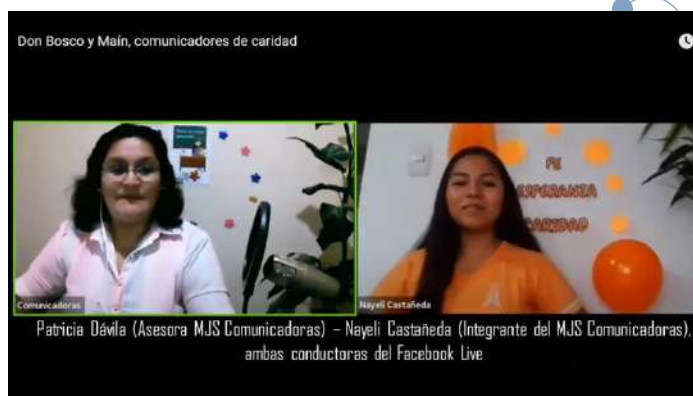 Don Bosco y Maín, comunicadores de caridad
FE
ESPERANZA
CARIDAD
Comunicadoras
Nayeli Castañeda
Patricia Dávila (Asesora MJS Comunicadoras) – Nayeli Castañeda (Integrante del MJS Comunicadoras),
ambas conductoras del Facebook Live